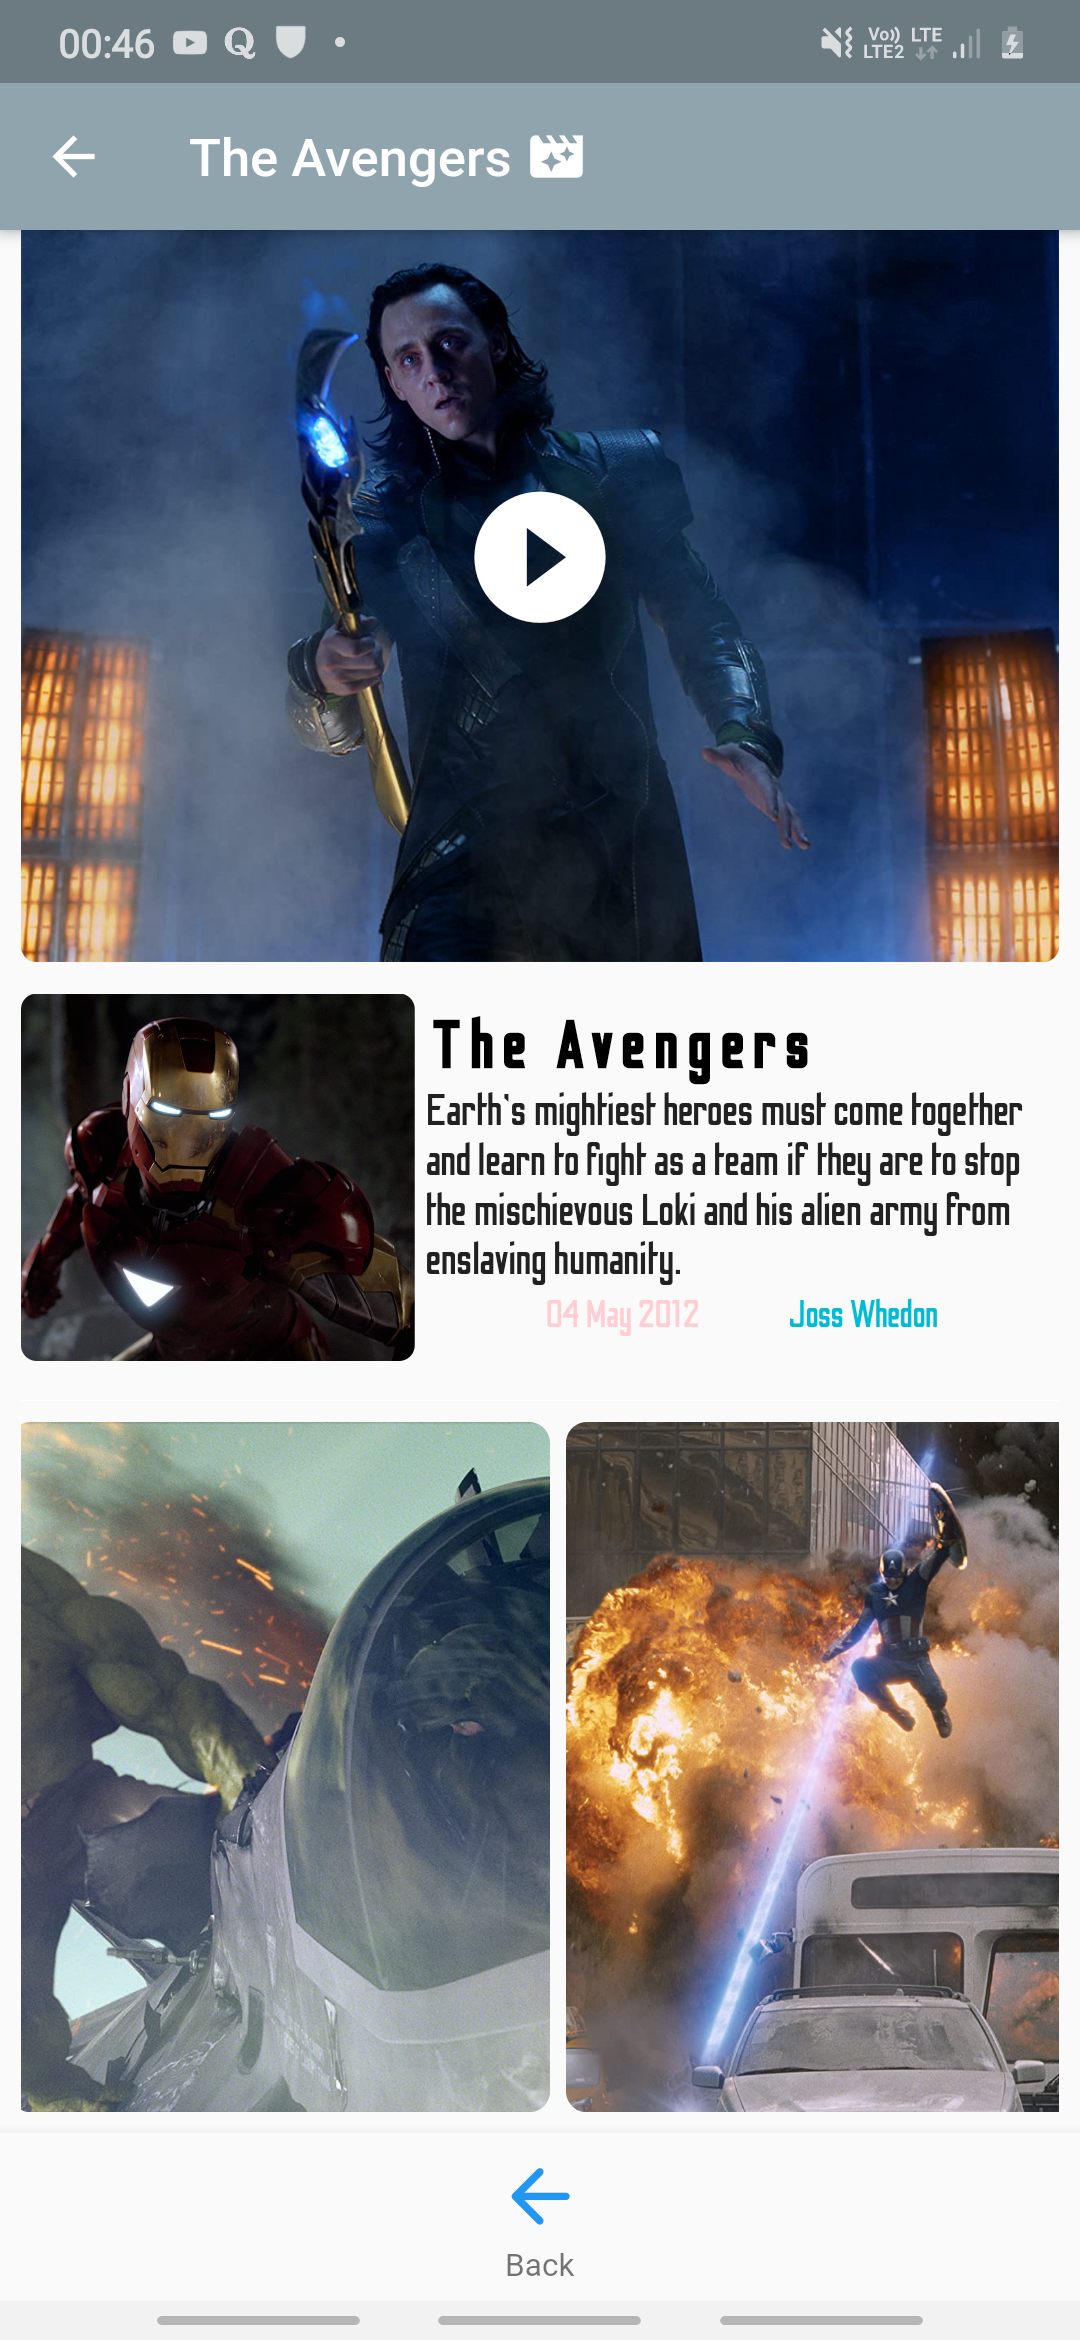 00:46
Vo)) LTE
LTE2
The Avengers
The Avengers
Earth's mightiest heroes must come together
and learn to fight as a team if they are to stop
the mischievous Loki and his alien army from
enslaving humanity.
04 May 2012 Joss Whedon
Back